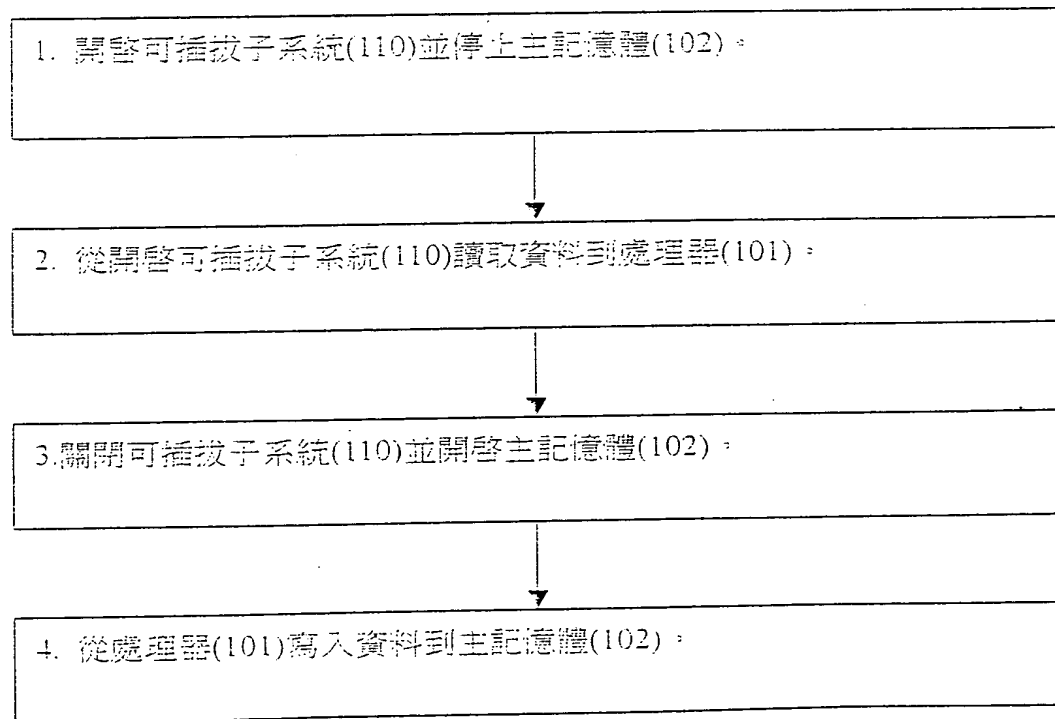 1. 開啓可插拔子系統(110)並停止主記憶體(102)。
2. 從開啓可插拔子系統(110)讀取資料到處理器(101)。
3.關閉可插拔子系統(110)並開啓主記憶體(102)。
4. 從處理器(101)寫入資料到主記憶體(102)。